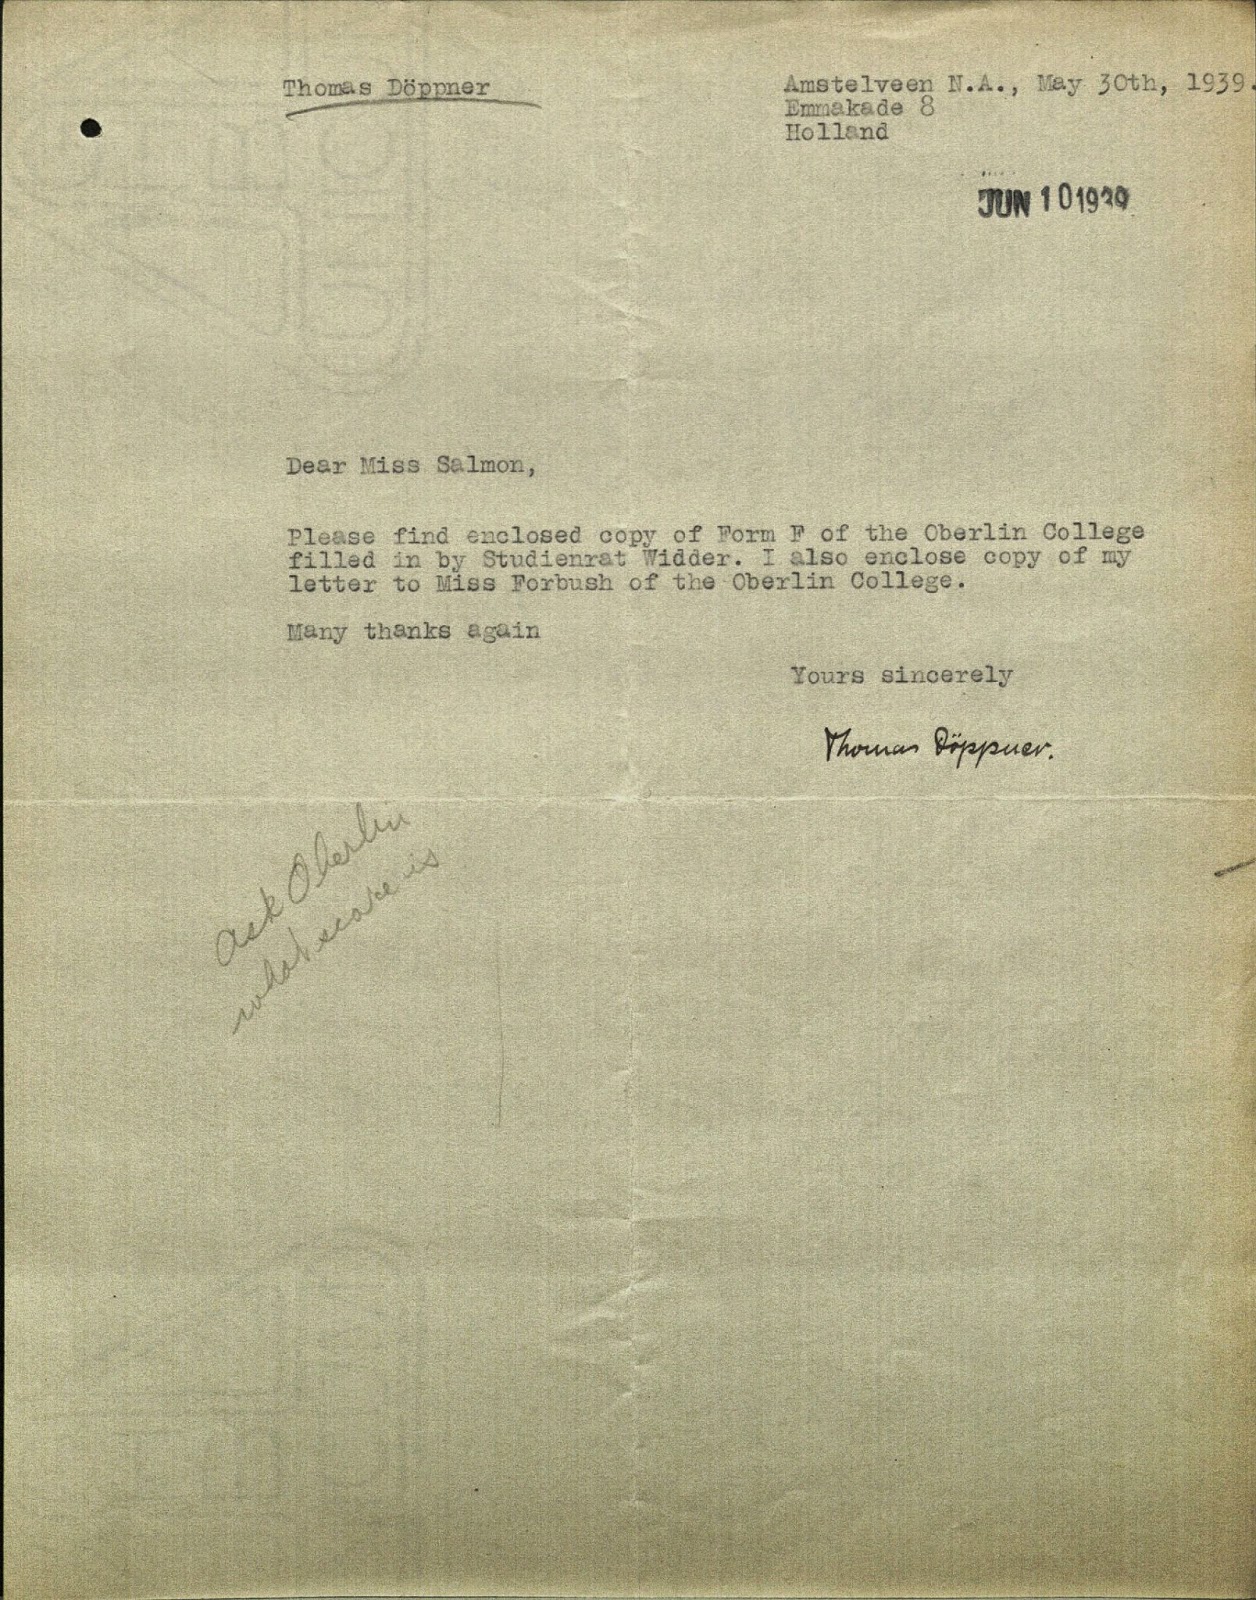 Thomas Döppner
Amstelveen N.A., May 30th, 1939.
Emmakade 8
Holland
JUN 10 1939
Dear Miss Salmon,
Please find enclosed copy of Form F of the Oberlin College
filled in by Studienrat Widder. I also enclose copy of my
letter to Miss Forbush of the Oberlin College.
Many thanks again
Yours sincerely
Thomas Döppner.
ask Oberlin
what score is